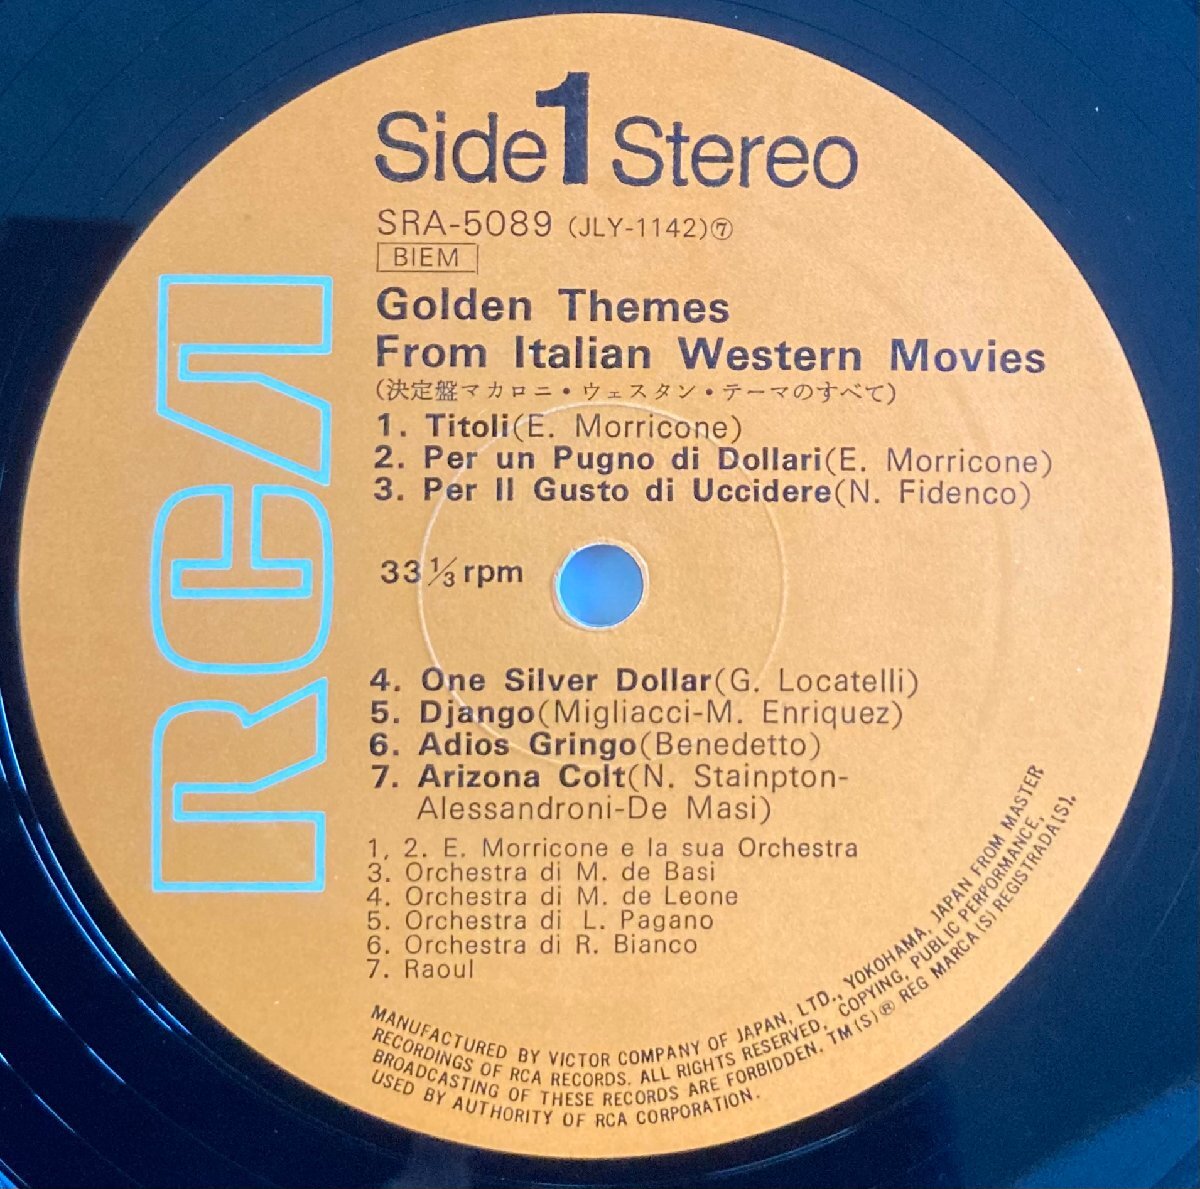 Side 1 Stereo
SRA-5089 (JLY-1142)⑦
BIEM
Golden Themes
From Italian Western Movies
(決定盤マカロニ・ウェスタン・テーマのすべて)
1. Titoli(E. Morricone)
2. Per un Pugno di Dollari(E. Morricone)
3. Per Il Gusto di Uccidere(N. Fidenco)
33 1/3 rpm
RCA
4. One Silver Dollar(G. Locatelli)
5. Django(Migliacci-M. Enriquez)
6. Adios Gringo(Benedetto)
7. Arizona Colt(N. Stainpton-
Alessandroni-De Masi)
1, 2. E. Morricone e la sua Orchestra
3. Orchestra di M. de Basi
4. Orchestra di M. de Leone
5. Orchestra di L. Pagano
6. Orchestra di R. Bianco
7. Raoul
MANUFACTURED BY VICTOR COMPANY OF JAPAN, LTD., YOKOHAMA, JAPAN FROM MASTER
RECORDINGS OF RCA RECORDS. ALL RIGHTS RESERVED, COPYING, PUBLIC PERPORMANCE,
BROADCASTING OF THESE RECORDS ARE FORBIDDEN. TM(S)® REG MARCA(S) REGISTRADA(S).
USED BY AUTHORITY OF RCA CORPORATION.